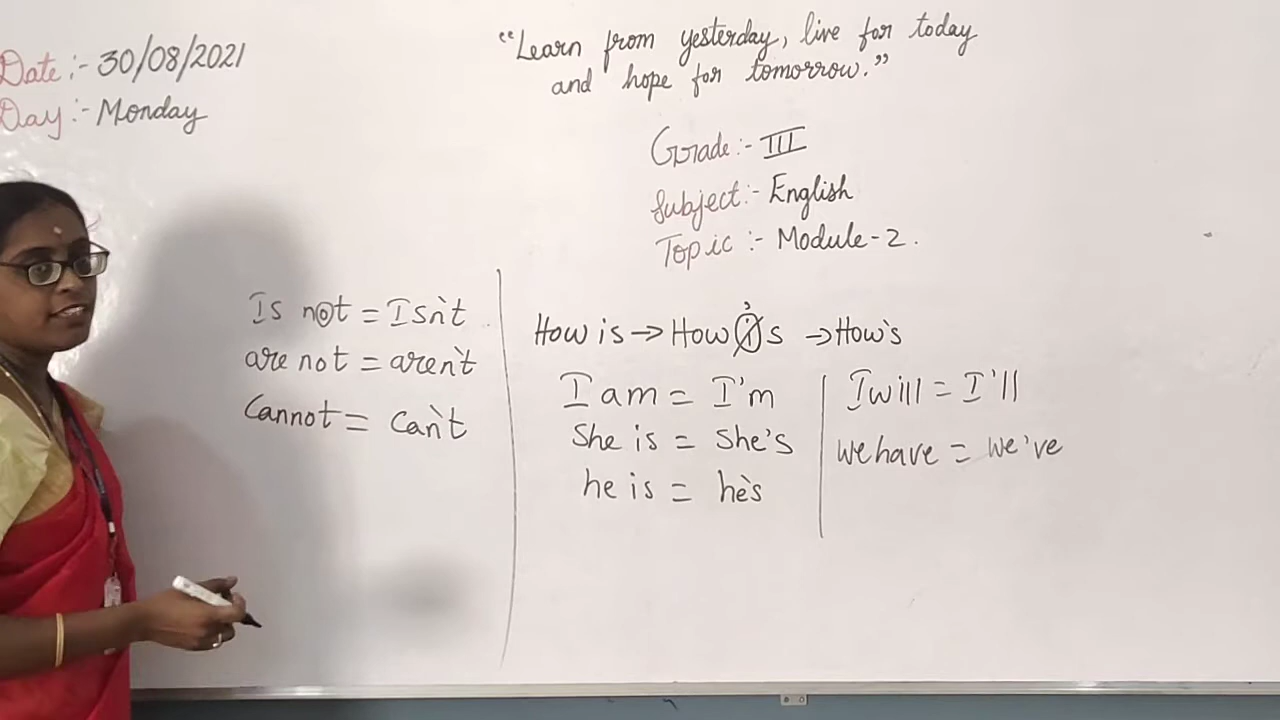 Date:- 30/08/2021
Day:- Monday
"Learn from yesterday, live for today
and hope for tomorrow."
Grade:- III
Subject:- English
Topic:- Module-2.
Is not = Isn't
are not = aren't
Cannot = Can't
How is → How is → How's
I am = I'm
She is = She's
he is = he's
I will = I'll
we have = we've